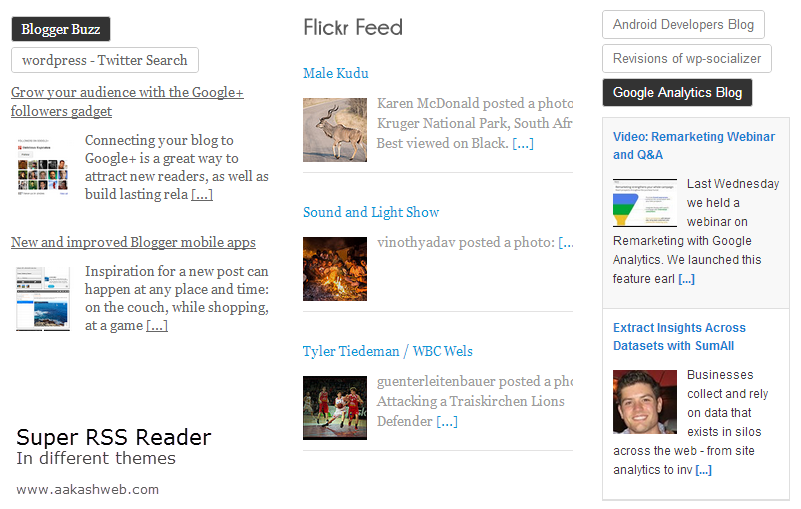 Blogger Buzz
wordpress - Twitter Search
Grow your audience with the Google+
followers gadget
Connecting your blog to
Google+ is a great way to
attract new readers, as well as
build lasting rela [...]
New and improved Blogger mobile apps
Inspiration for a new post can
happen at any place and time:
on the couch, while shopping,
at a game [...]
Super RSS Reader
In different themes
www.aakashweb.com
Flickr Feed
Male Kudu
Karen McDonald posted a photo
Kruger National Park, South Afr
Best viewed on Black. [...]
Sound and Light Show
vinothyadav posted a photo: [...
Tyler Tiedeman / WBC Wels
guenterleitenbauer posted a pho
Attacking a Traiskirchen Lions
Defender [...]
Android Developers Blog
Revisions of wp-socializer
Google Analytics Blog
Video: Remarketing Webinar
and Q&A
Last Wednesday
we held a
webinar on
Remarketing with Google
Analytics. We launched this
feature earl [...]
Extract Insights Across
Datasets with SumAll
Businesses
collect and rely
on data that
exists in silos
across the web - from site
analytics to inv [...]